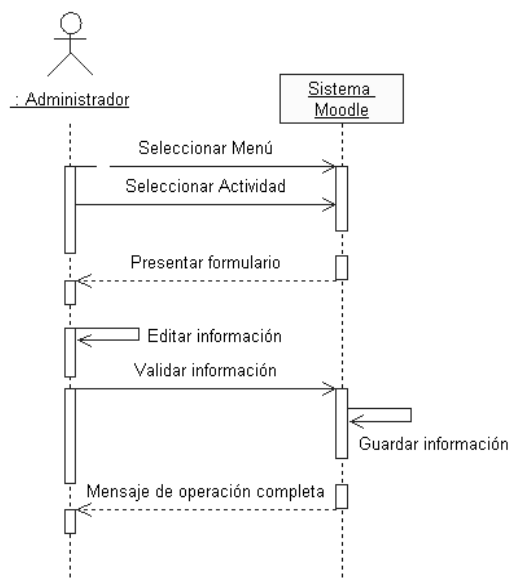 : Administrador
Sistema
Moodle
Seleccionar Menú
Seleccionar Actividad
Presentar formulario
Editar información
Validar información
Guardar información
Mensaje de operación completa